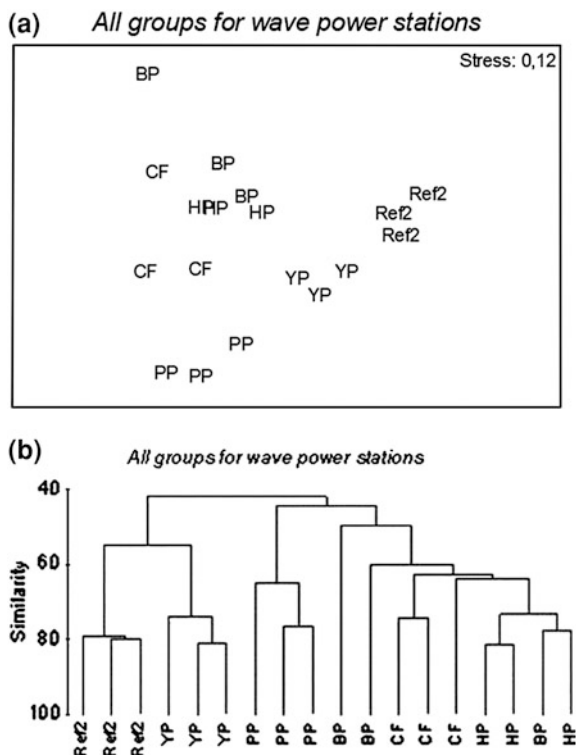 (a) All groups for wave power stations
Stress: 0,12
BP
CF BP
BP Ref2
HP HP HP Ref2
Ref2
CF CF YP YP
YP
PP
PP PP
(b)
All groups for wave power stations
40
60
80
100
Similarity
Ref2 Ref2 Ref2 YP YP YP PP PP PP BP BP CF CF CF HP HP BP HP